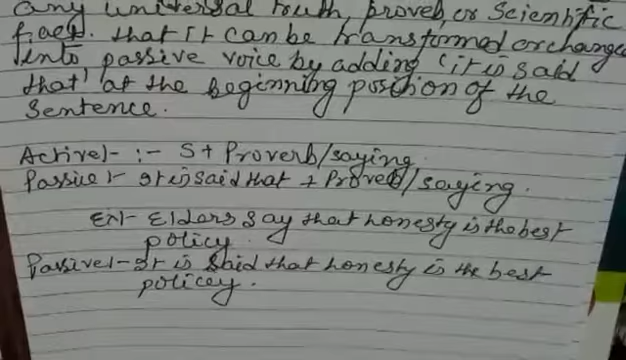 any universal truth, proverb, or Scientific
fact. that it can be transformed or change
into passive voice by adding 'it is said
that' at the beginning position of the
Sentence.
Active :- S + Proverb/saying.
Passive :- It is said that + Proverb/saying.
Ex :- Elders say that honesty is the best
policy.
Passive :- It is said that honesty is the best
policey.